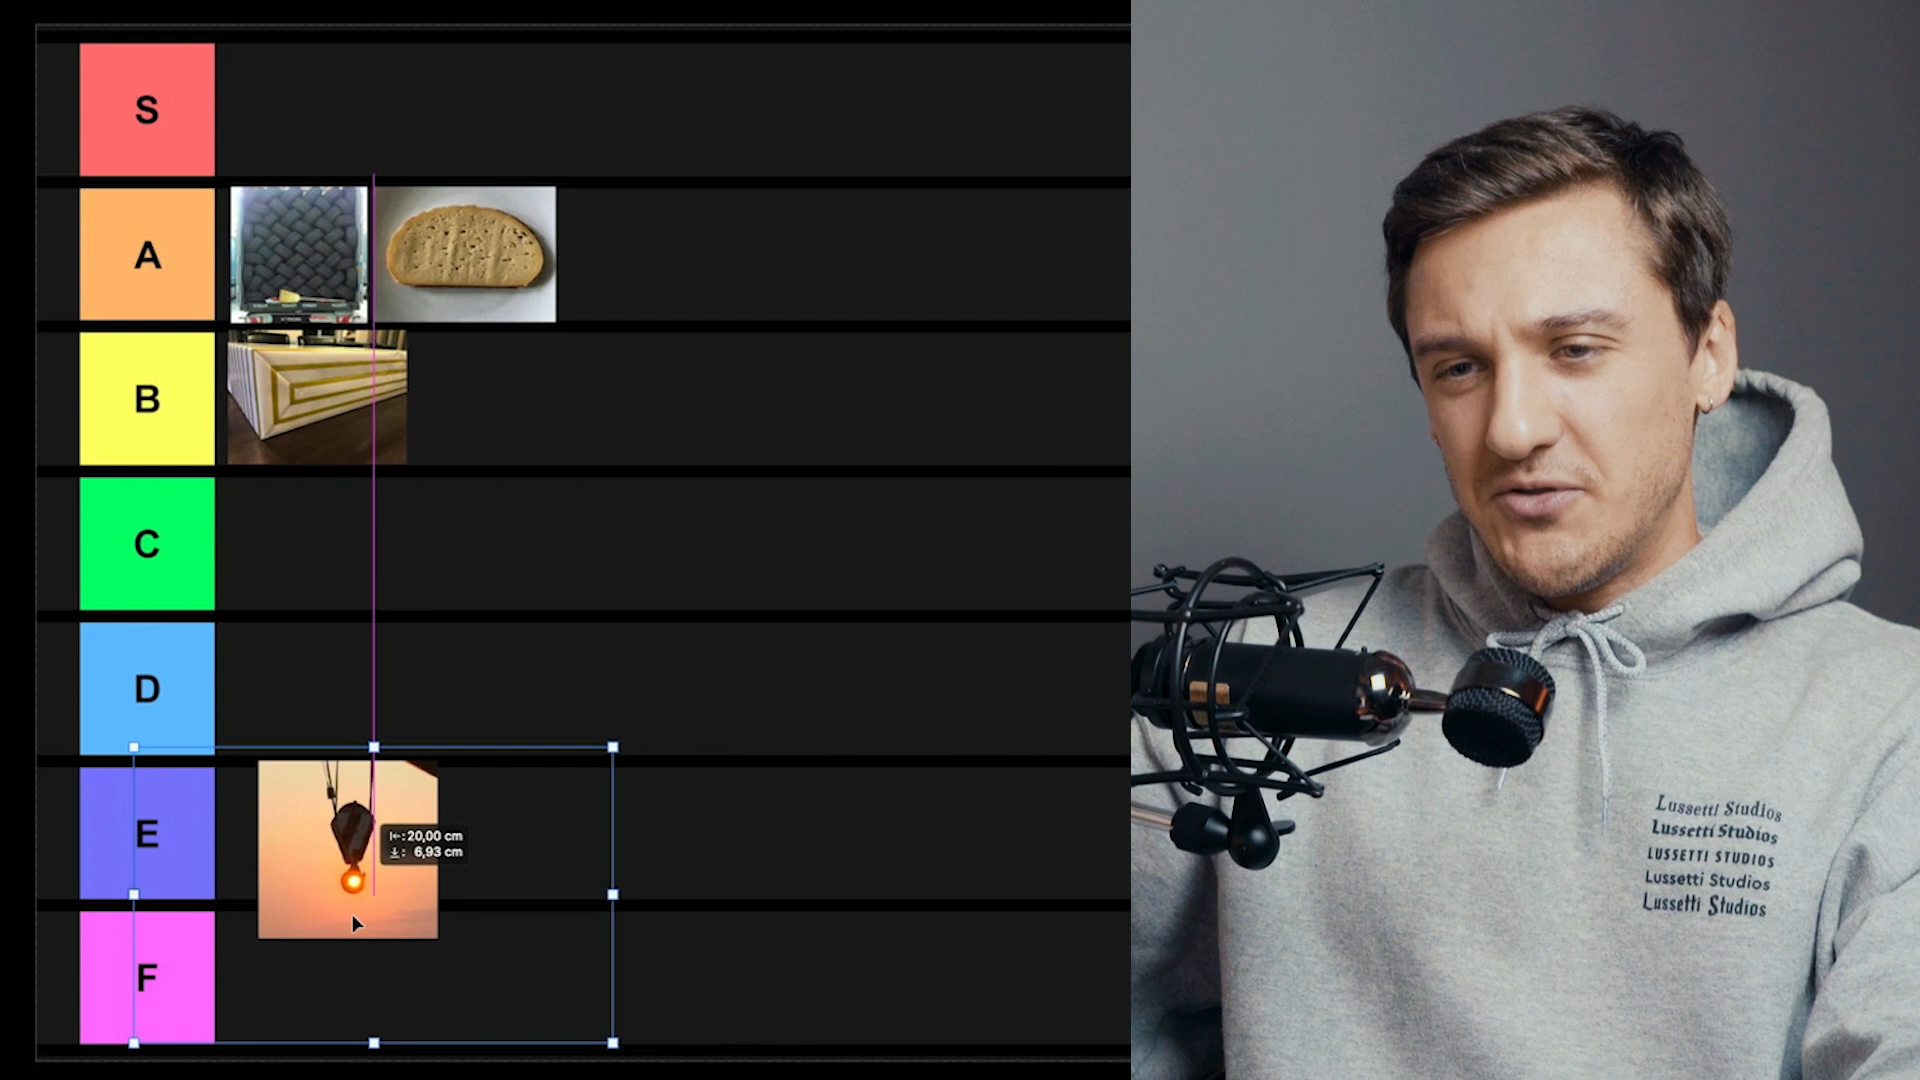 S
A
B
C
D
E
20,00 cm
6,93 cm
F
Lussetti Studios
Lussetti Studios
LUSSETTI STUDIOS
Lussetti Studios
Lussetti Studios